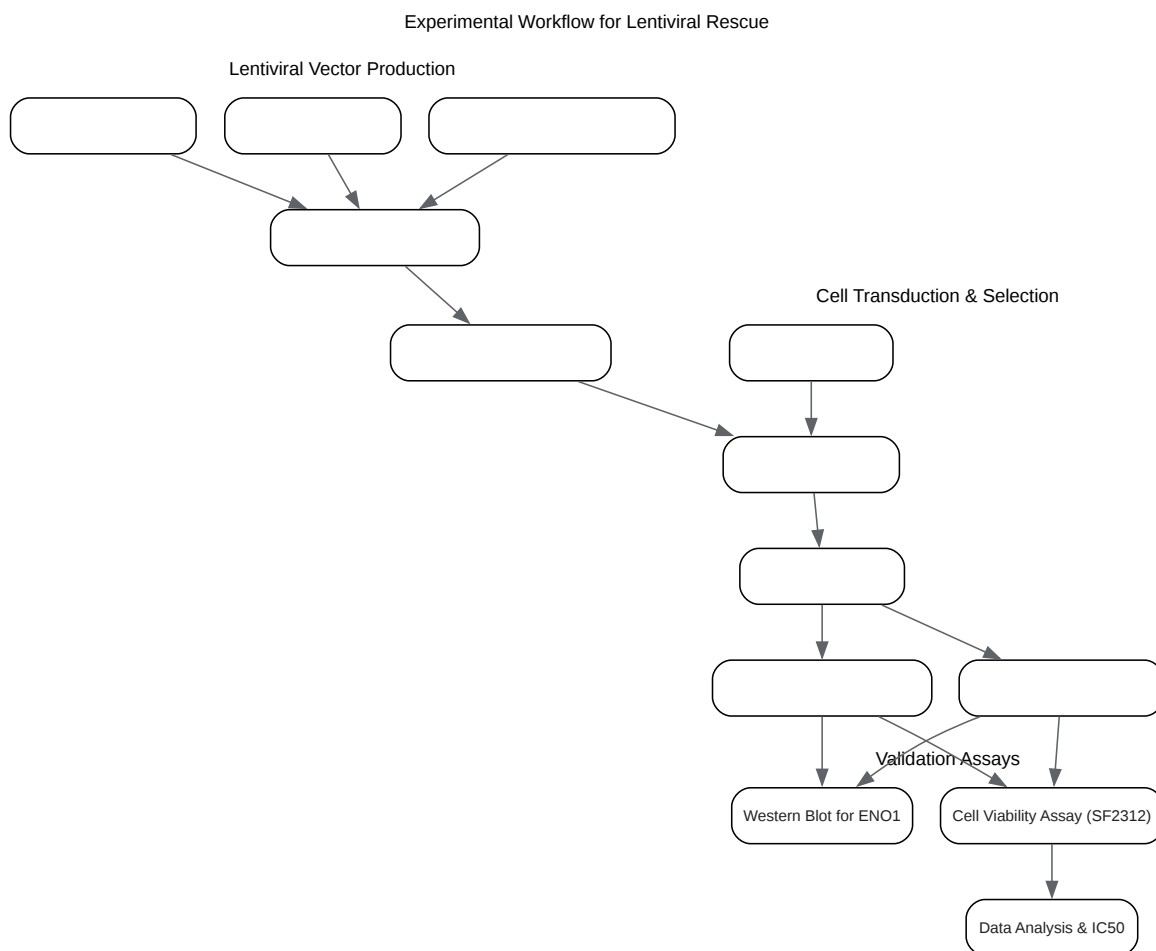 Experimental Workflow for Lentiviral Rescue
Lentiviral Vector Production
Cell Transduction & Selection
Validation Assays
Western Blot for ENO1
Cell Viability Assay (SF2312)
Data Analysis & IC50